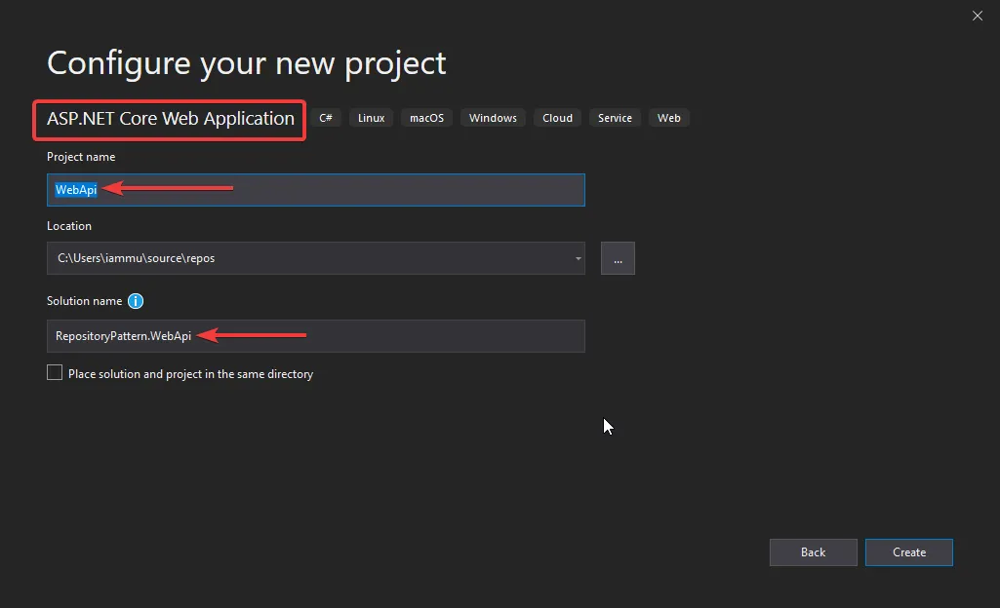 Configure your new project
ASP.NET Core Web Application C# Linux macOS Windows Cloud Service Web
Project name
WebApi
Location
C:\Users\iammu\source\repos
...
Solution name i
RepositoryPattern.WebApi
Place solution and project in the same directory
Back Create